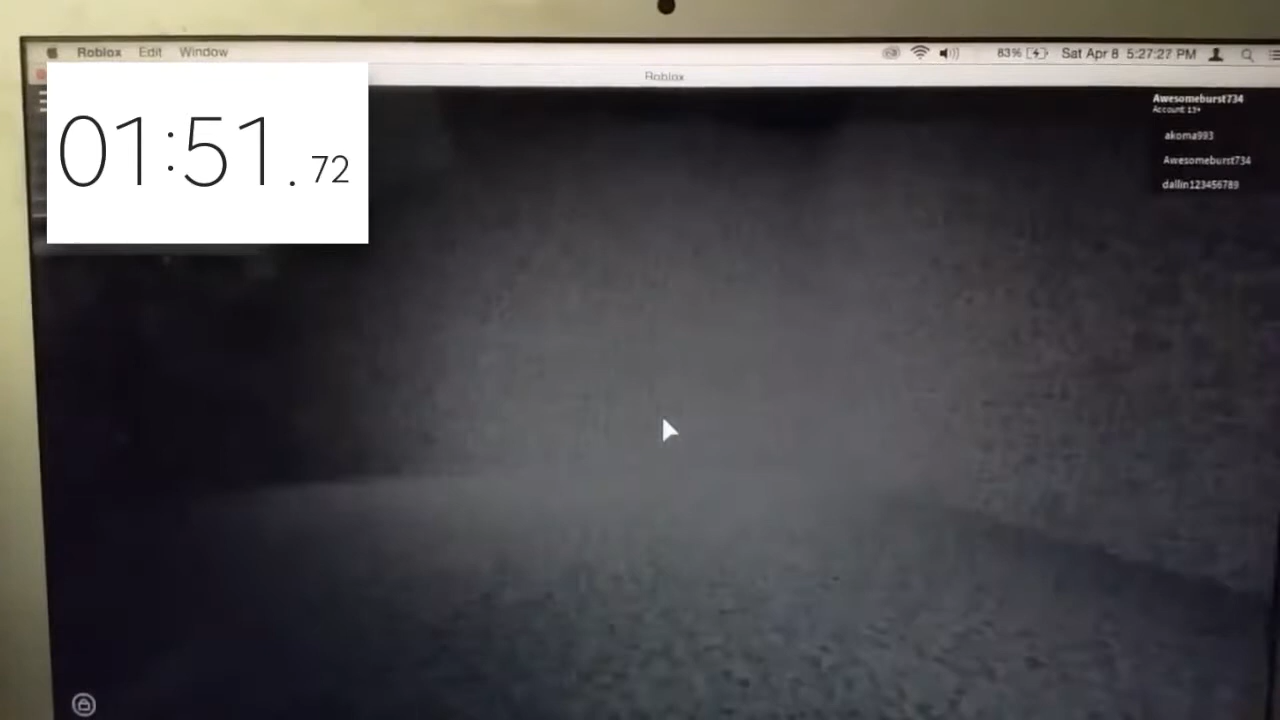 Roblox Edit Window 83% Sat Apr 8 5:27:27 PM
Roblox
01:51.72
Awesomeburst734
Account: 13+
akoma993
Awesomeburst734
dallin123456789